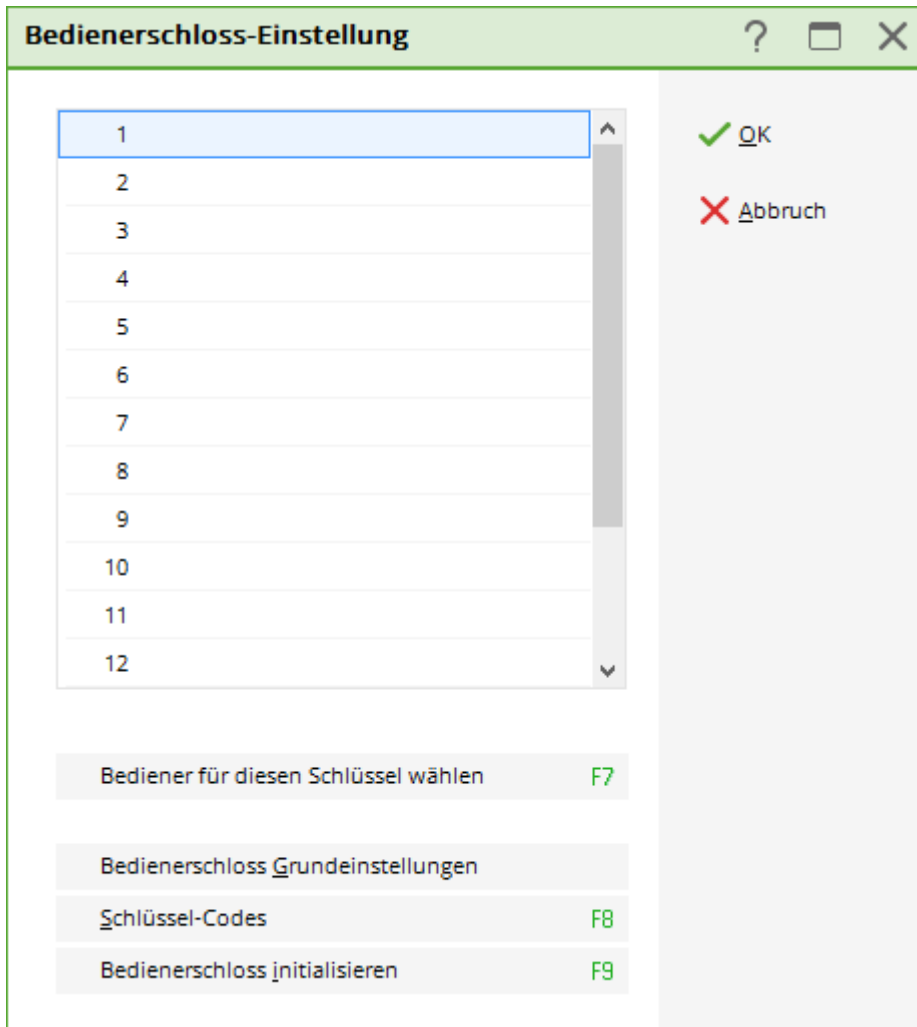 Bedienerschloss-Einstellung
1
2
3
4
5
6
7
8
9
10
11
12
OK
Abbruch
Bediener für diesen Schlüssel wählen F7
Bedienerschloss Grundeinstellungen
Schlüssel-Codes F8
Bedienerschloss initialisieren F9